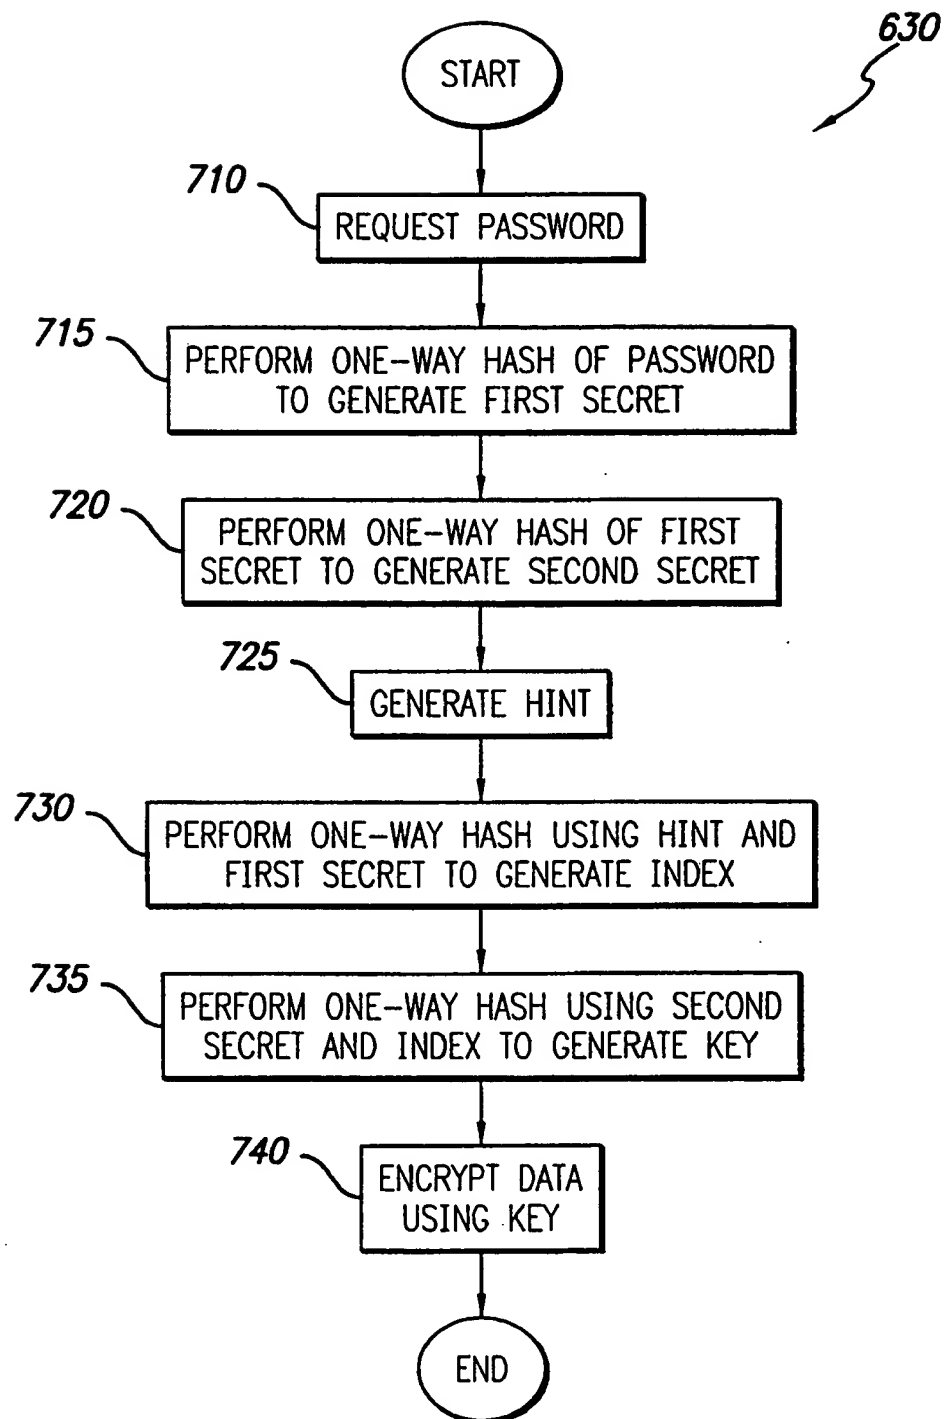 630
START
710
REQUEST PASSWORD
715
PERFORM ONE-WAY HASH OF PASSWORD
TO GENERATE FIRST SECRET
720
PERFORM ONE-WAY HASH OF FIRST
SECRET TO GENERATE SECOND SECRET
725
GENERATE HINT
730
PERFORM ONE-WAY HASH USING HINT AND
FIRST SECRET TO GENERATE INDEX
735
PERFORM ONE-WAY HASH USING SECOND
SECRET AND INDEX TO GENERATE KEY
740
ENCRYPT DATA
USING KEY
END